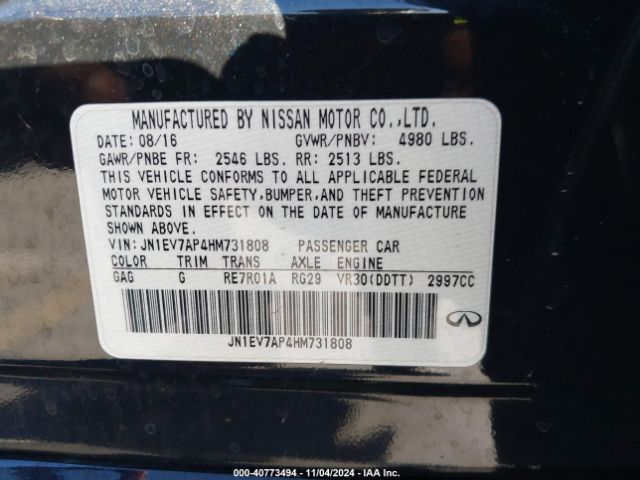 MANUFACTURED BY NISSAN MOTOR CO.,LTD.
DATE: 08/16 GVWR/PNBV: 4980 LBS.
GAWR/PNBE FR: 2546 LBS. RR: 2513 LBS.
THIS VEHICLE CONFORMS TO ALL APPLICABLE FEDERAL
MOTOR VEHICLE SAFETY,BUMPER,AND THEFT PREVENTION
STANDARDS IN EFFECT ON THE DATE OF MANUFACTURE
SHOWN ABOVE.
VIN: JN1EV7AP4HM731808 PASSENGER CAR
COLOR TRIM TRANS AXLE ENGINE
GAG G RE7R01A RG29 VR30(DDTT) 2997CC
JN1EV7AP4HM731808
000-40773494 - 11/04/2024 - IAA Inc.